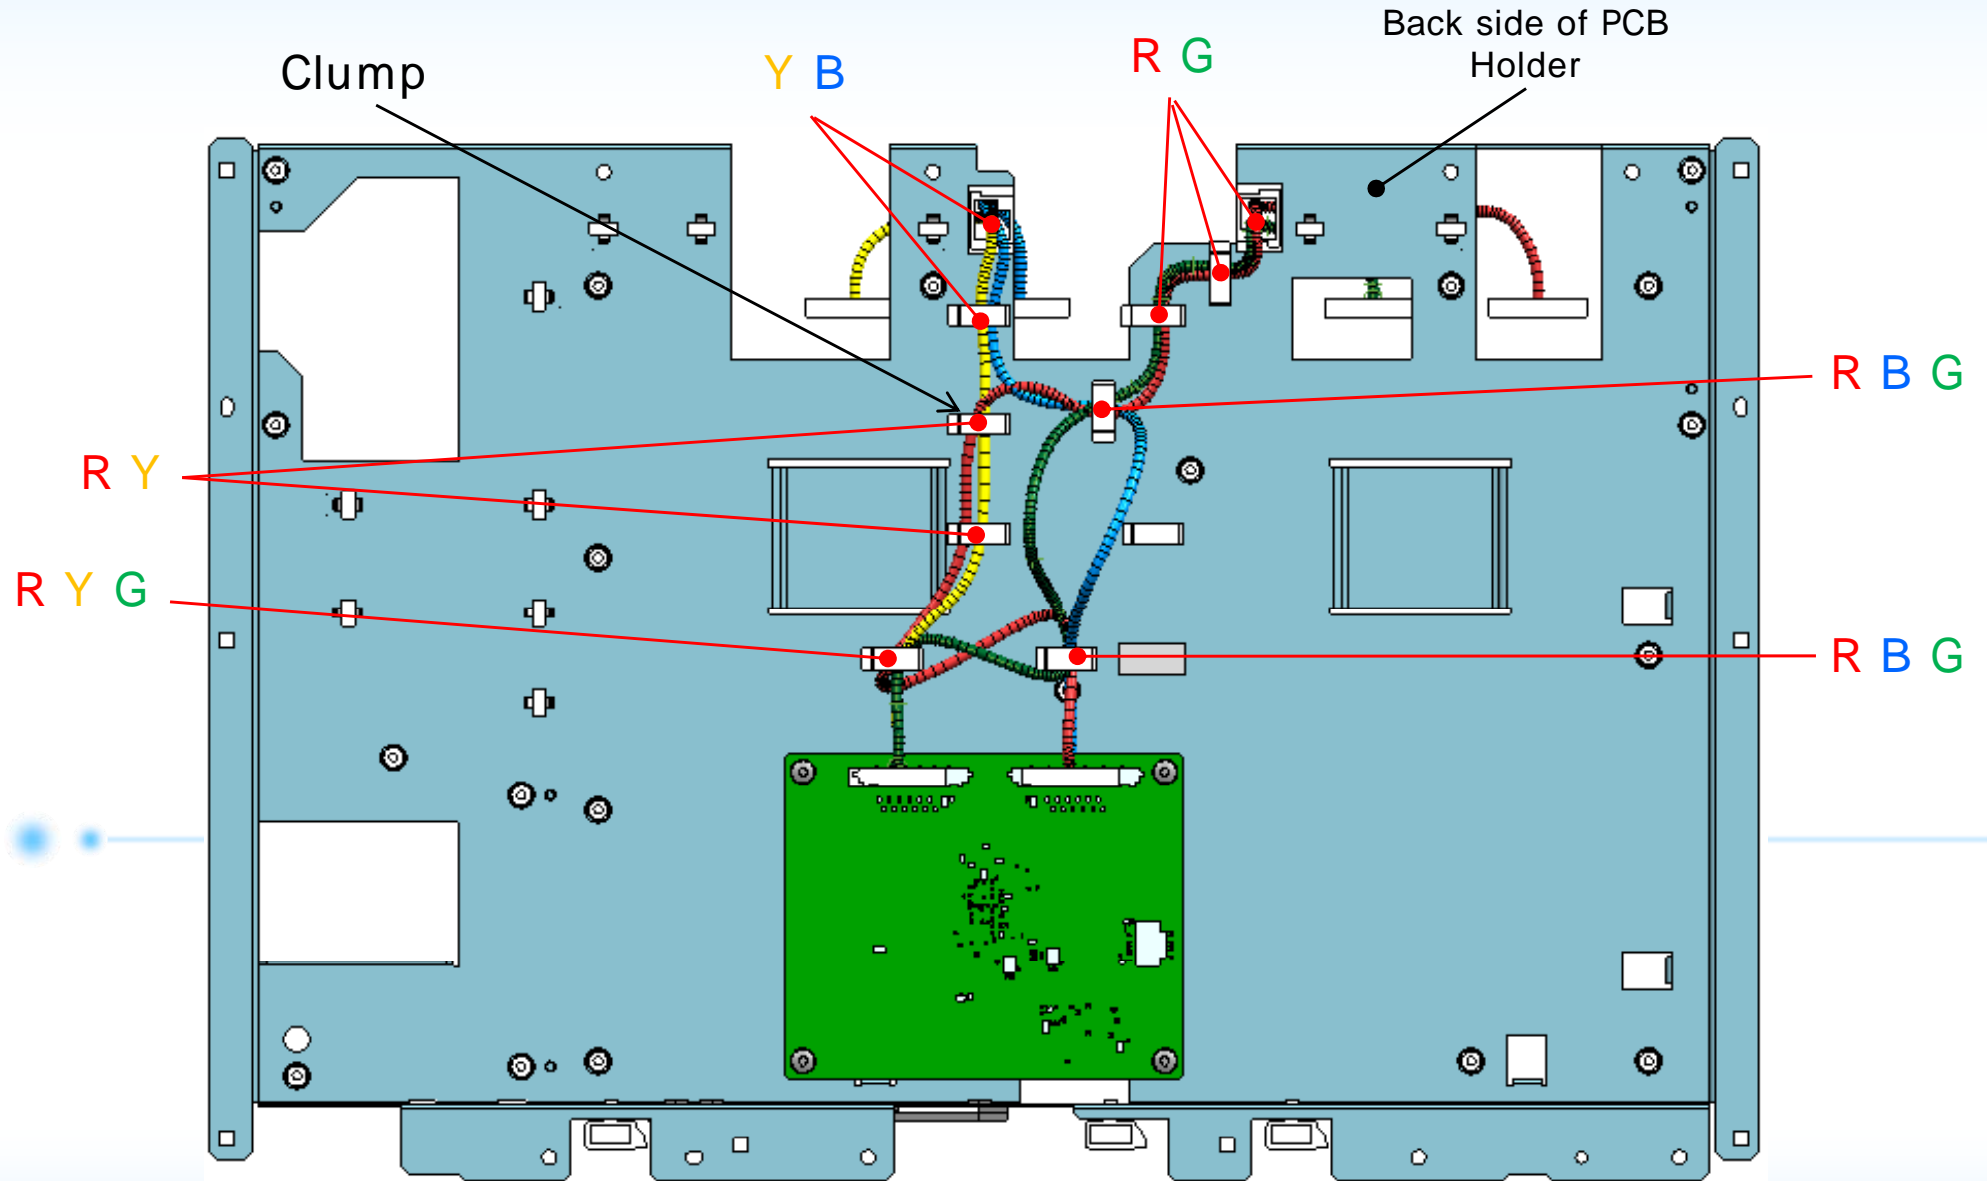 Back side of PCB
Holder
Clump
Y B
R G
R B G
R Y
R Y G
R B G